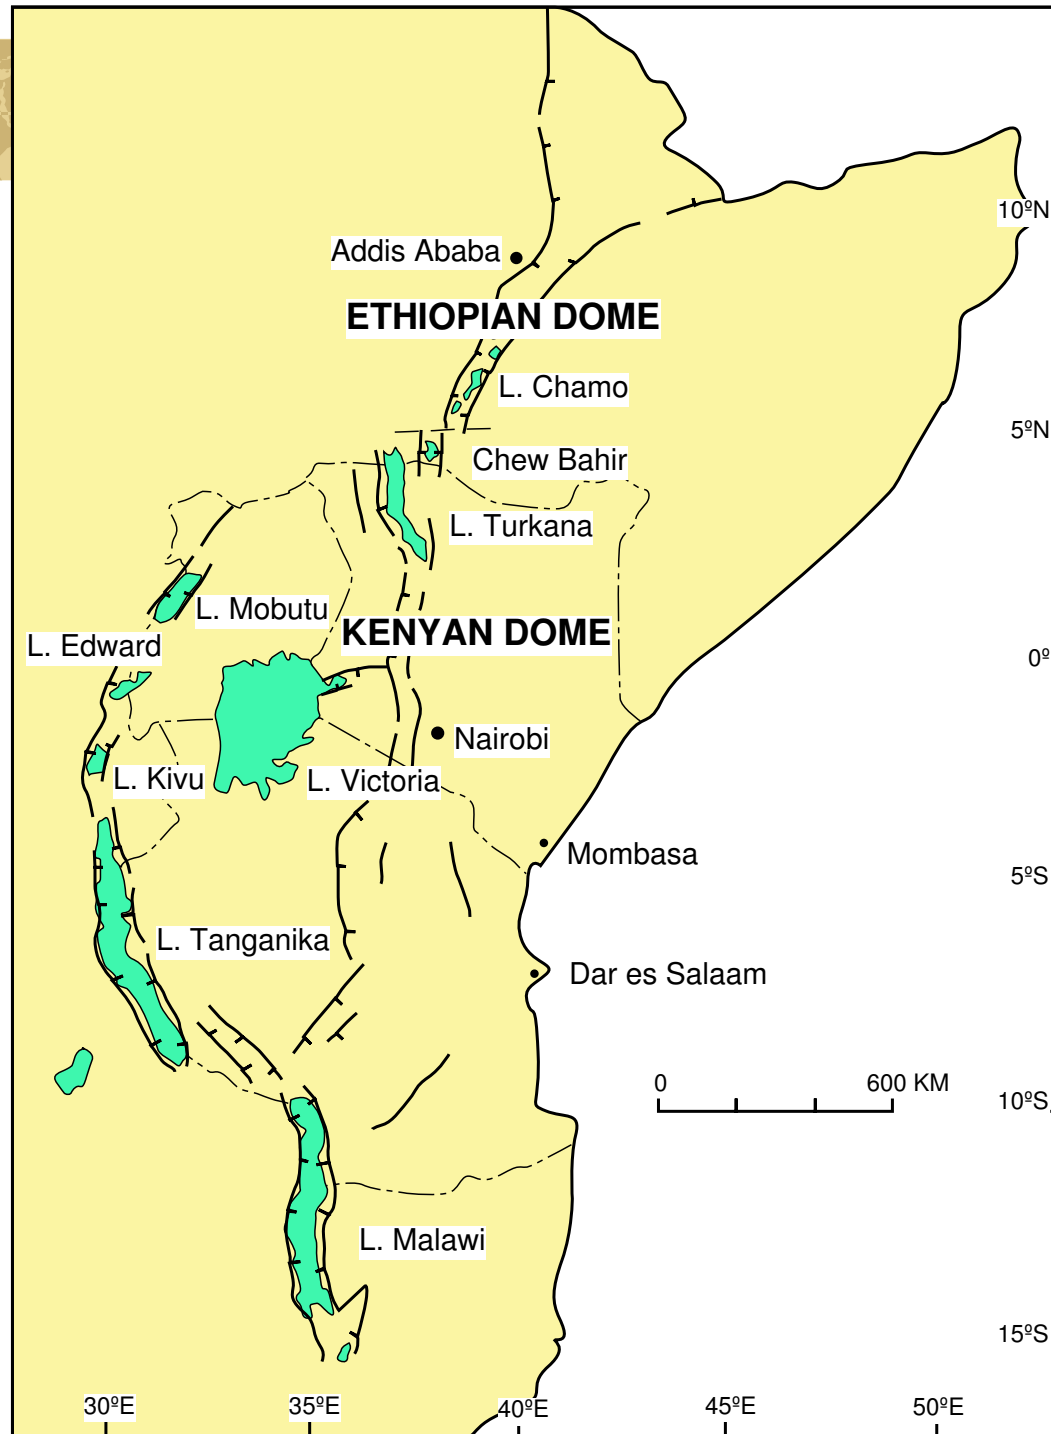 10ºN
Addis Ababa
ETHIOPIAN DOME
L. Chamo
5ºN
Chew Bahir
L. Turkana
L. Mobutu
KENYAN DOME
L. Edward
0º
Nairobi
L. Kivu
L. Victoria
Mombasa
5ºS
L. Tanganika
Dar es Salaam
0 600 KM
10ºS
L. Malawi
15ºS
30ºE 35ºE 40ºE 45ºE 50ºE